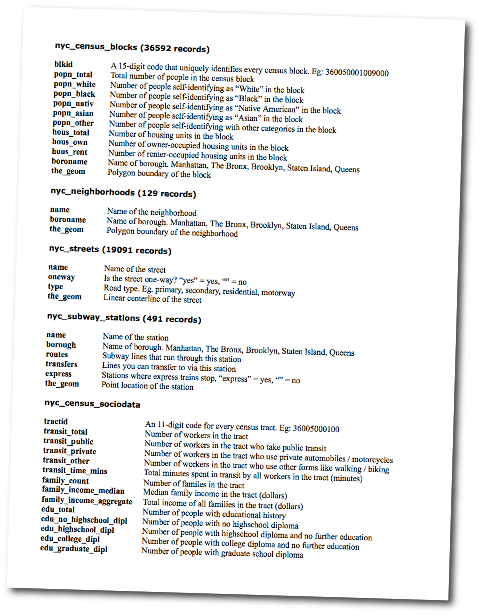 nyc_census_blocks (36592 records)
blkid A 15-digit code that uniquely identifies every census block. Eg: 360050001009000
popn_total Total number of people in the census block
popn_white Number of people self-identifying as "White" in the block
popn_black Number of people self-identifying as "Black" in the block
popn_nativ Number of people self-identifying as "Native American" in the block
popn_asian Number of people self-identifying as "Asian" in the block
popn_other Number of people self-identifying with other categories in the block
hous_total Number of housing units in the block
hous_own Number of owner-occupied housing units in the block
hous_rent Number of renter-occupied housing units in the block
boroname Name of borough. Manhattan, The Bronx, Brooklyn, Staten Island, Queens
the_geom Polygon boundary of the block
nyc_neighborhoods (129 records)
name Name of the neighborhood
boroname Name of borough. Manhattan, The Bronx, Brooklyn, Staten Island, Queens
the_geom Polygon boundary of the neighborhood
nyc_streets (19091 records)
name Name of the street
oneway Is the street one-way? "yes" = yes, "" = no
type Road type. Eg. primary, secondary, residential, motorway
the_geom Linear centerline of the street
nyc_subway_stations (491 records)
name Name of the station
borough Name of borough. Manhattan, The Bronx, Brooklyn, Staten Island, Queens
routes Subway lines that run through this station
transfers Lines you can transfer to via this station
express Stations where express trains stop, "express" = yes, "" = no
the_geom Point location of the station
nyc_census_sociodata
tractid An 11-digit code for every census tract. Eg: 36005000100
transit_total Number of workers in the tract
transit_public Number of workers in the tract who take public transit
transit_private Number of workers in the tract who use private automobiles / motorcycles
transit_other Number of workers in the tract who use other forms like walking / biking
transit_time_mins Total minutes spent in transit by all workers in the tract (minutes)
family_count Number of familes in the tract
family_income_median Median family income in the tract (dollars)
family_income_aggregate Total income of all families in the tract (dollars)
edu_total Number of people with educational history
edu_no_highschool_dipl Number of people with no highschool diploma
edu_highschool_dipl Number of people with highschool diploma and no further education
edu_college_dipl Number of people with college diploma and no further education
edu_graduate_dipl Number of people with graduate school diploma